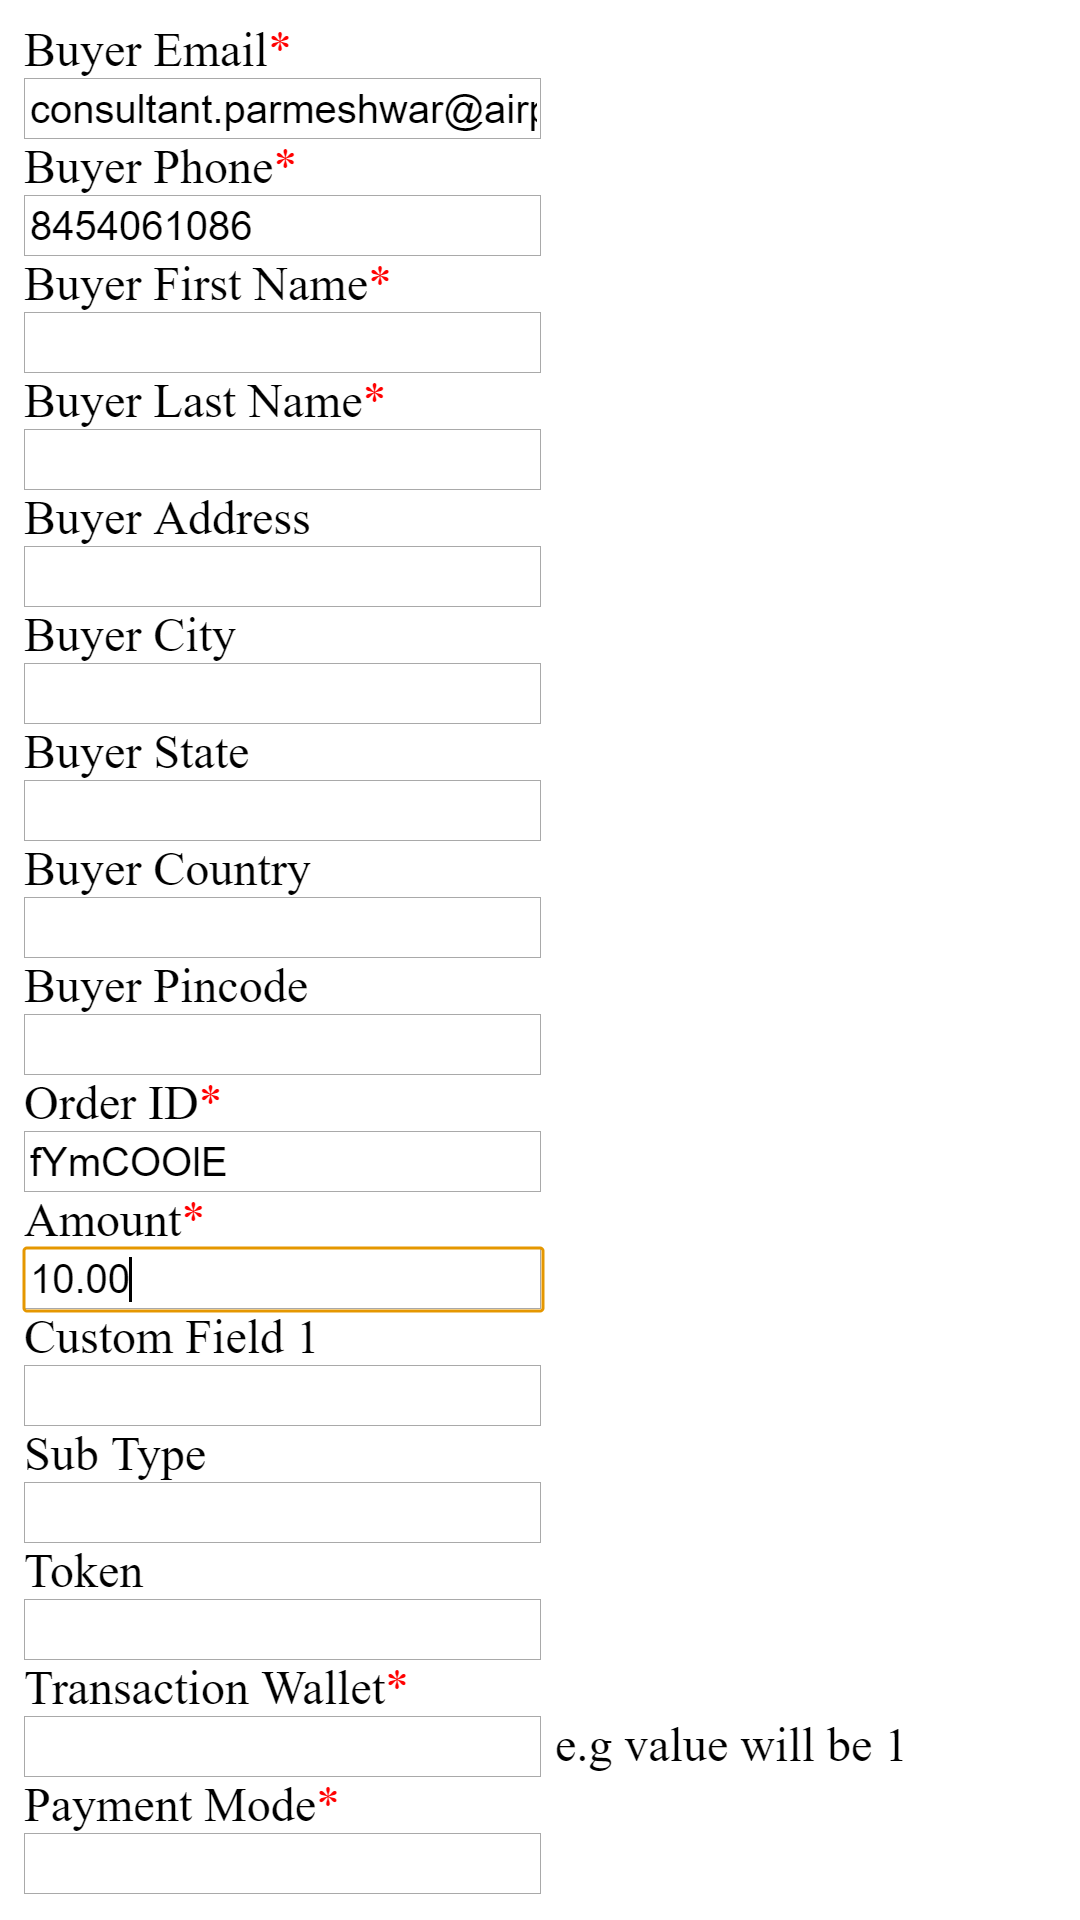 Buyer Email*
consultant.parmeshwar@airp
Buyer Phone*
8454061086
Buyer First Name*
Buyer Last Name*
Buyer Address
Buyer City
Buyer State
Buyer Country
Buyer Pincode
Order ID*
fYmCOOlE
Amount*
10.00
Custom Field 1
Sub Type
Token
Transaction Wallet*
e.g value will be 1
Payment Mode*